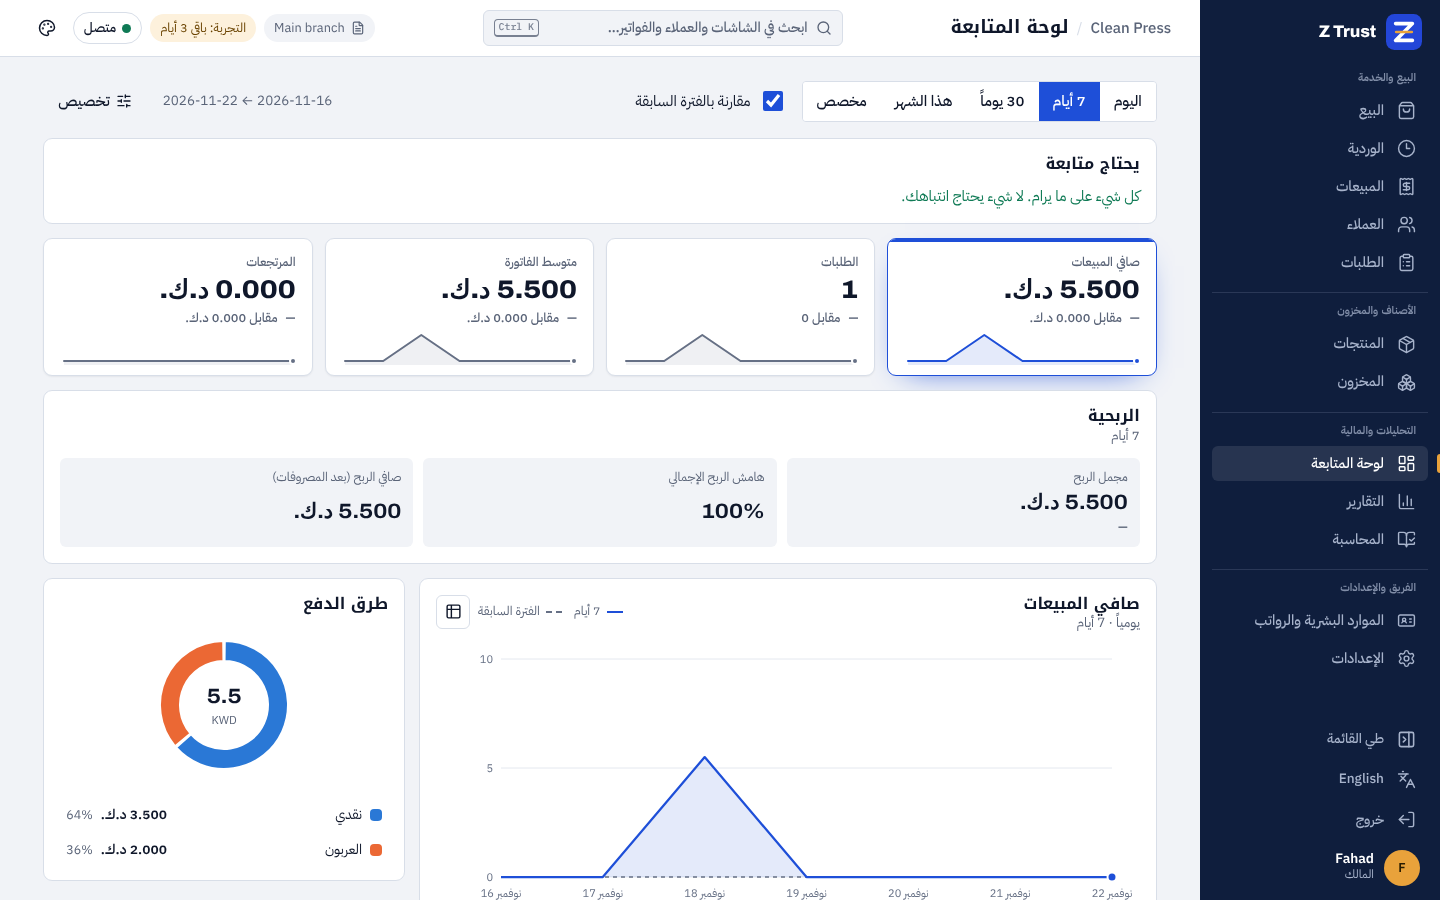 Z Trust
البيع والخدمة
البيع
الوردية
المبيعات
العملاء
الطلبات
الأصناف والمخزون
المنتجات
المخزون
التحليلات والمالية
لوحة المتابعة
التقارير
المحاسبة
الفريق والإعدادات
الموارد البشرية والرواتب
الإعدادات
طي القائمة
English
خروج
F
Fahad
المالك
Clean Press / لوحة المتابعة
ابحث في الشاشات والعملاء والفواتير...
Ctrl K
Main branch
التجربة: باقي 3 أيام
متصل
اليوم
7 أيام
30 يوماً
هذا الشهر
مخصص
مقارنة بالفترة السابقة
2026-11-22 ← 2026-11-16
تخصيص
يحتاج متابعة
كل شيء على ما يرام. لا شيء يحتاج انتباهك.
صافي المبيعات
5.500 د.ك.
— مقابل 0.000 د.ك.
الطلبات
1
— مقابل 0
متوسط الفاتورة
5.500 د.ك.
— مقابل 0.000 د.ك.
المرتجعات
0.000 د.ك.
— مقابل 0.000 د.ك.
الربحية
7 أيام
مجمل الربح
5.500 د.ك.
—
هامش الربح الإجمالي
100%
صافي الربح (بعد المصروفات)
5.500 د.ك.
صافي المبيعات
يومياً · 7 أيام
7 أيام
الفترة السابقة
10
5
0
16 نوفمبر
17 نوفمبر
18 نوفمبر
19 نوفمبر
20 نوفمبر
21 نوفمبر
22 نوفمبر
طرق الدفع
5.5
KWD
نقدي 3.500 د.ك. 64%
العربون 2.000 د.ك. 36%